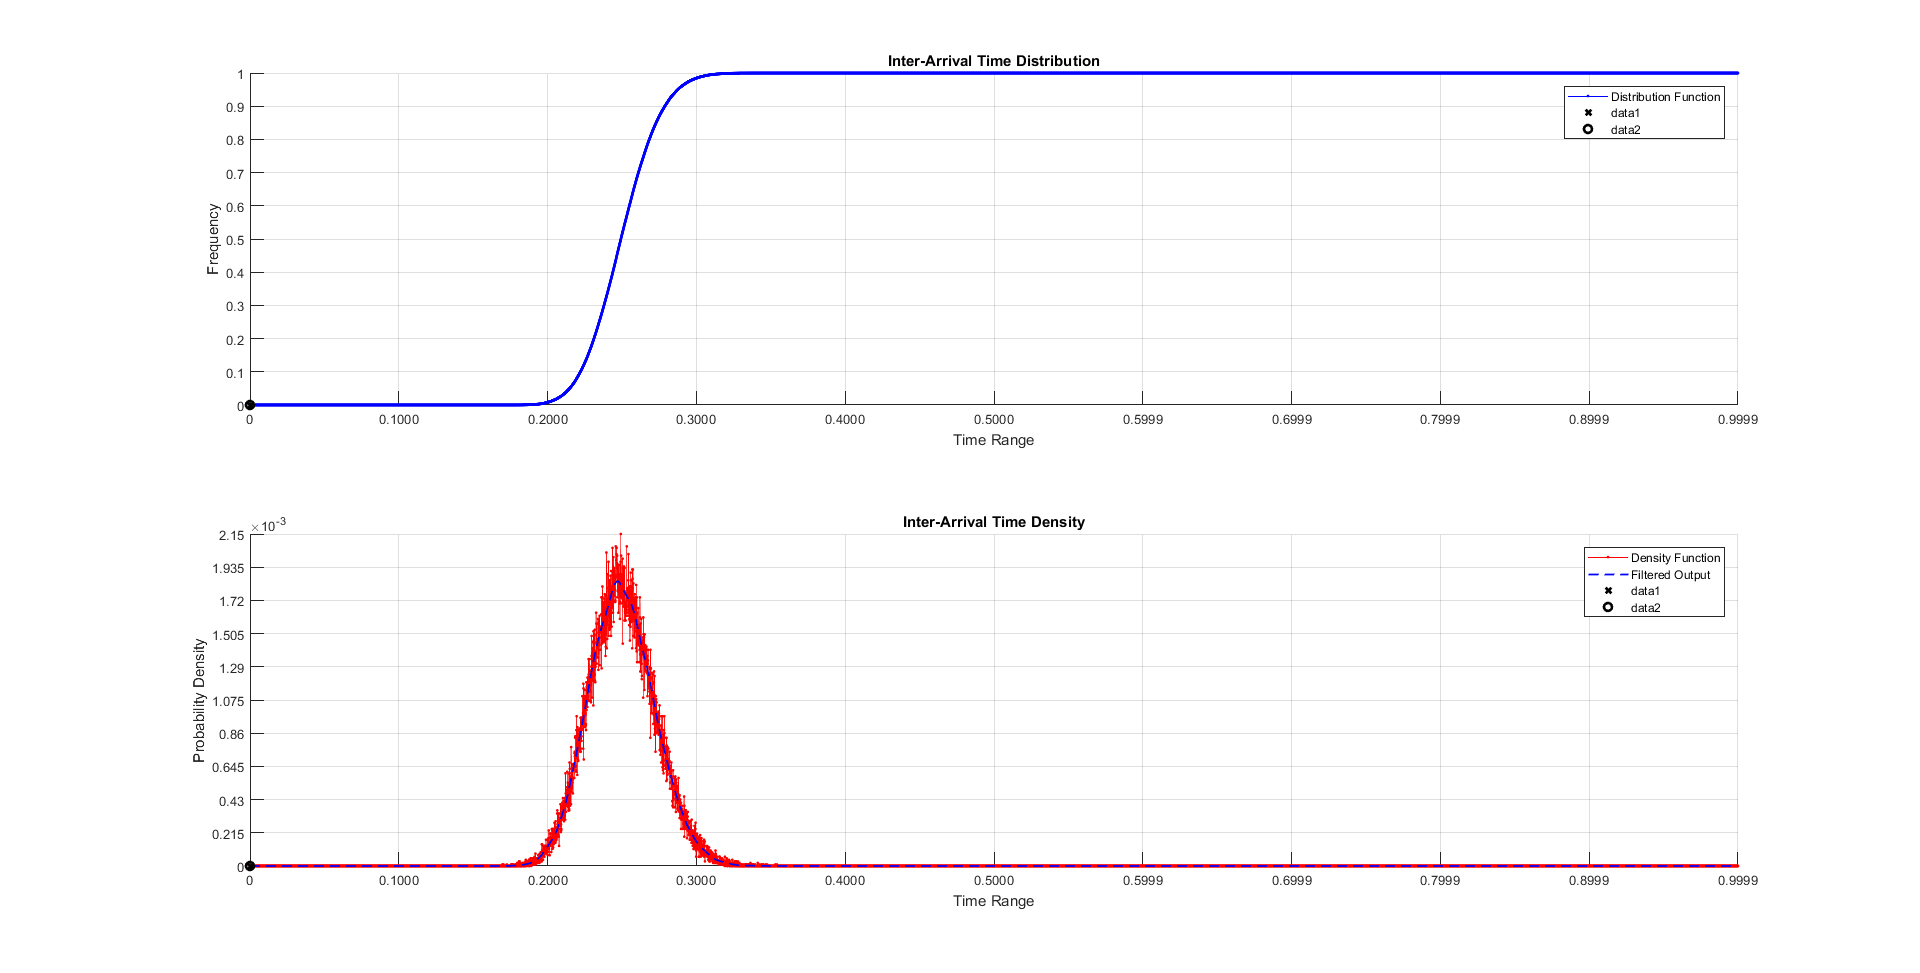 Inter-Arrival Time Distribution
1
0.9
0.8
0.7
0.6
0.5
0.4
0.3
0.2
0.1
0
Frequency
Distribution Function
data1
data2
0 0.1000 0.2000 0.3000 0.4000 0.5000 0.5999 0.6999 0.7999 0.8999 0.9999
Time Range
Inter-Arrival Time Density
×10⁻³
2.15
1.935
1.72
1.505
1.29
1.075
0.86
0.645
0.43
0.215
0
Probability Density
Density Function
Filtered Output
data1
data2
0 0.1000 0.2000 0.3000 0.4000 0.5000 0.5999 0.6999 0.7999 0.8999 0.9999
Time Range